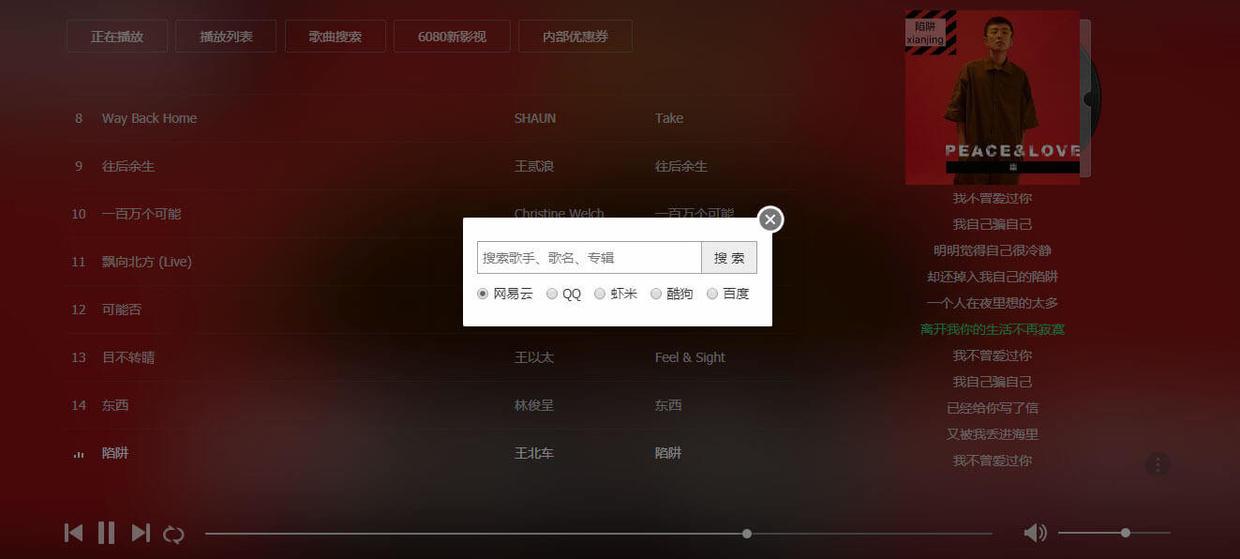 正在播放 播放列表 歌曲搜索 6080新影视 内部优惠券
陷阱
xianjing
PEACE&LOVE
8 Way Back Home SHAUN Take
9 往后余生 王贰浪 往后余生
10 一百万个可能 Christine Welch 一百万个可能
11 飘向北方 (Live)
12 可能否
13 目不转睛 王以太 Feel & Sight
14 东西 林俊呈 东西
陷阱 王北车 陷阱
搜索歌手、歌名、专辑 搜 索
网易云 QQ 虾米 酷狗 百度
我不曾爱过你
我自己骗自己
明明觉得自己很冷静
却还掉入我自己的陷阱
一个人在夜里想的太多
离开我你的生活不再寂寞
我不曾爱过你
我自己骗自己
已经给你写了信
又被我丢进海里
我不曾爱过你